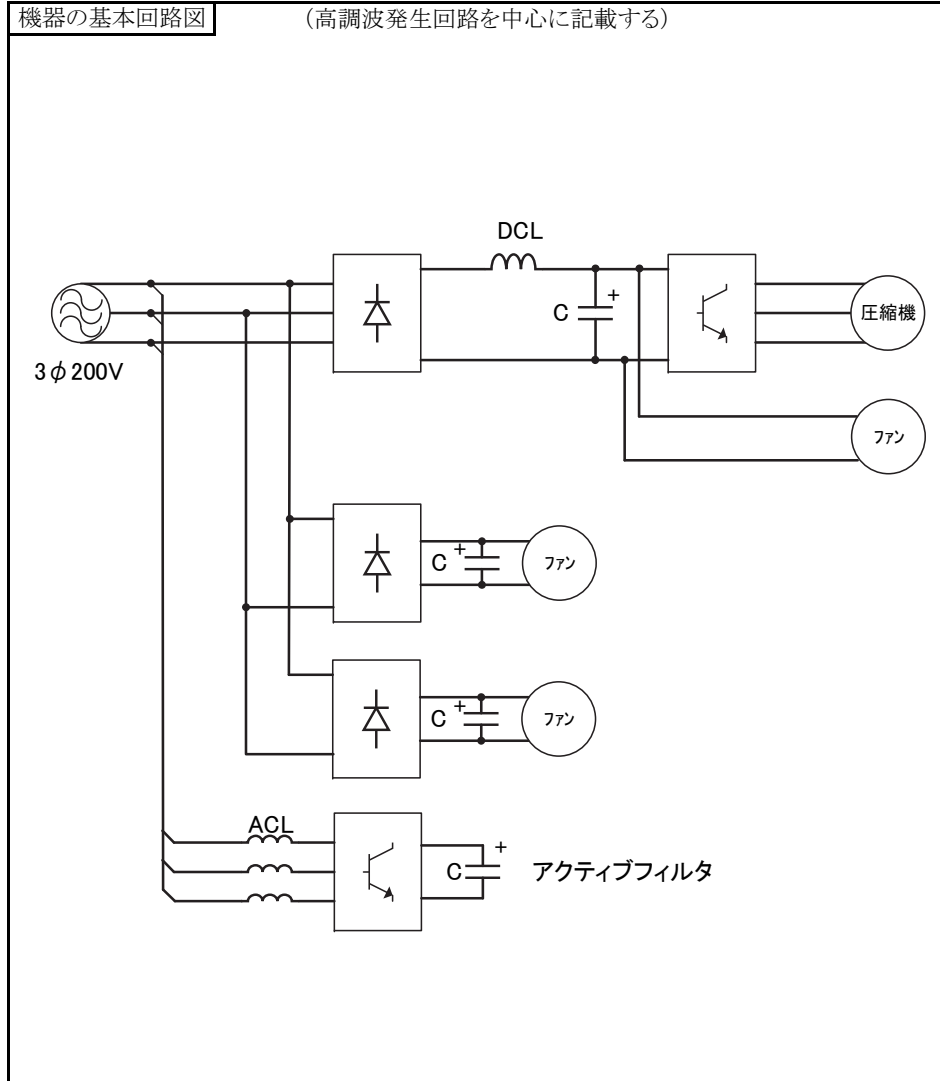 機器の基本回路図
(高調波発生回路を中心に記載する)
DCL
C
+
圧縮機
3φ200V
ファン
C
+
ファン
C
+
ファン
ACL
C
+
アクティブフィルタ